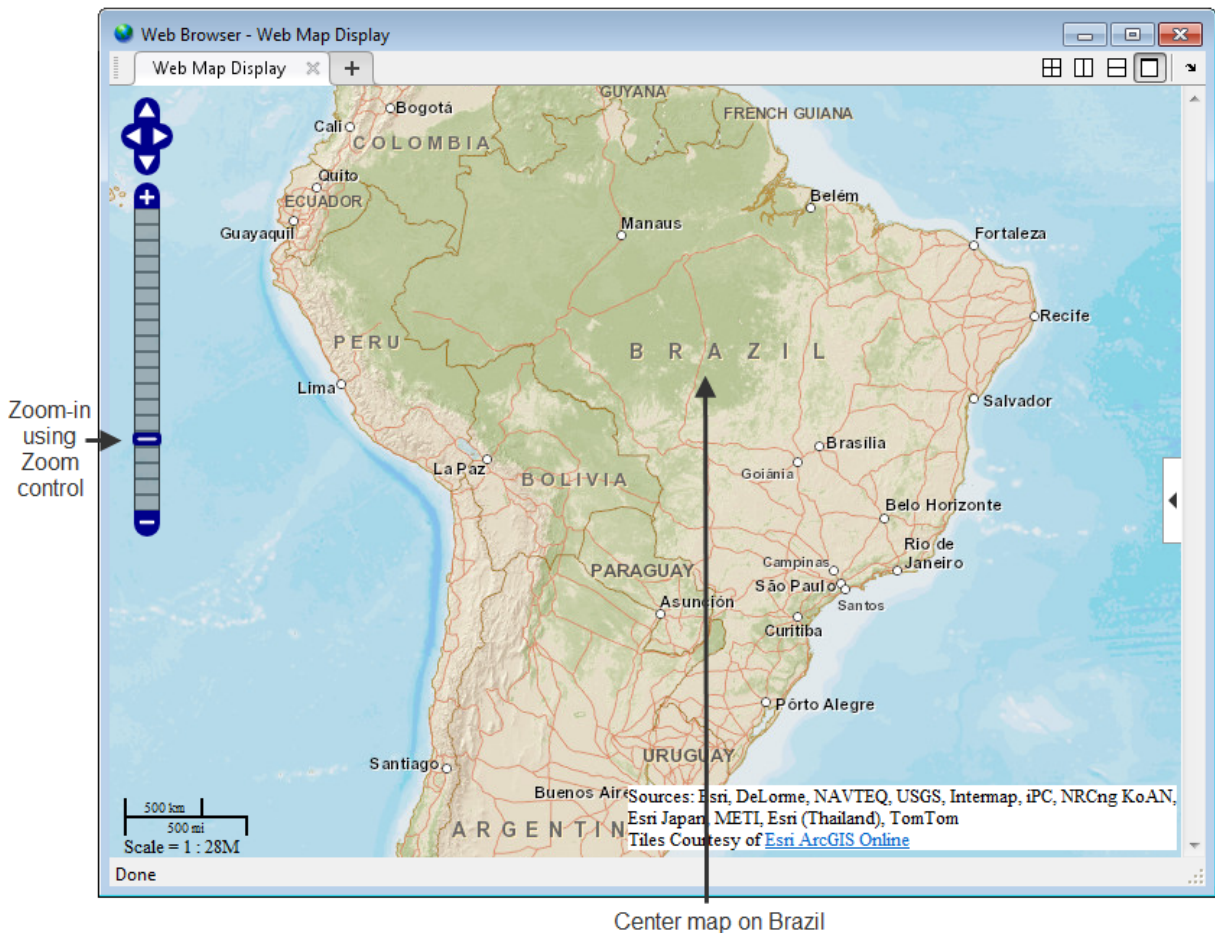 Web Browser - Web Map Display
Web Map Display
GUYANA
FRENCH GUIANA
Bogotá
Cali
COLOMBIA
Quito
ECUADOR
Belém
Guayaquil
Manaus
Fortaleza
Recife
PERU
BRAZIL
Lima
Salvador
Zoom-in
using
Zoom
control
Brasília
La Paz
Goiânia
BOLIVIA
Belo Horizonte
Rio de
Janeiro
Campinas
PARAGUAY
São Paulo
Santos
Asunción
Curitiba
Pôrto Alegre
URUGUAY
Santiago
Buenos Aire
ARGENTIN
500 km
500 mi
Scale = 1 : 28M
Sources: Esri, DeLorme, NAVTEQ, USGS, Intermap, iPC, NRCng KoAN,
Esri Japan, METI, Esri (Thailand), TomTom
Tiles Courtesy of Esri ArcGIS Online
Done
Center map on Brazil